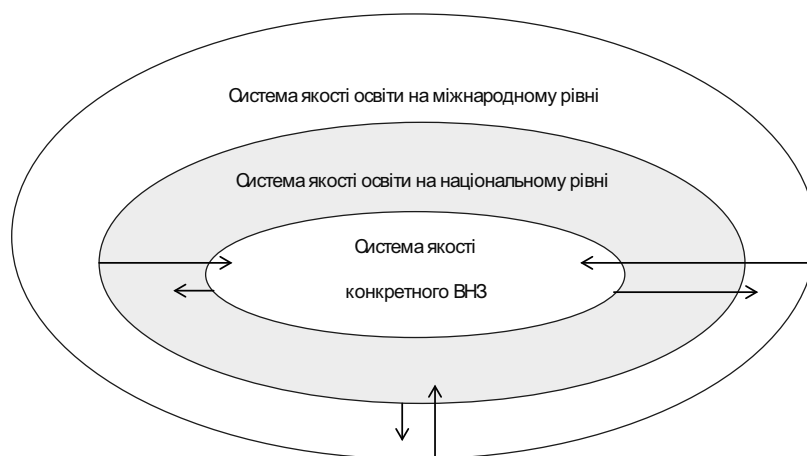 Система якості освіти на міжнародному рівні
Система якості освіти на національному рівні
Система якості
конкретного ВНЗ